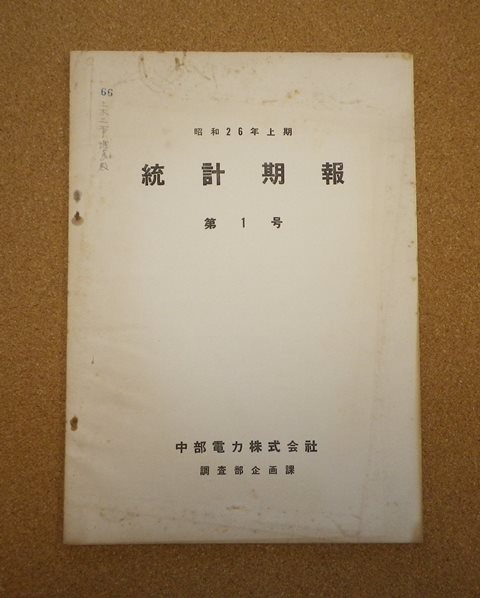 66
昭和26年上期
統計期報
第1号
中部電力株式会社
調査部企画課